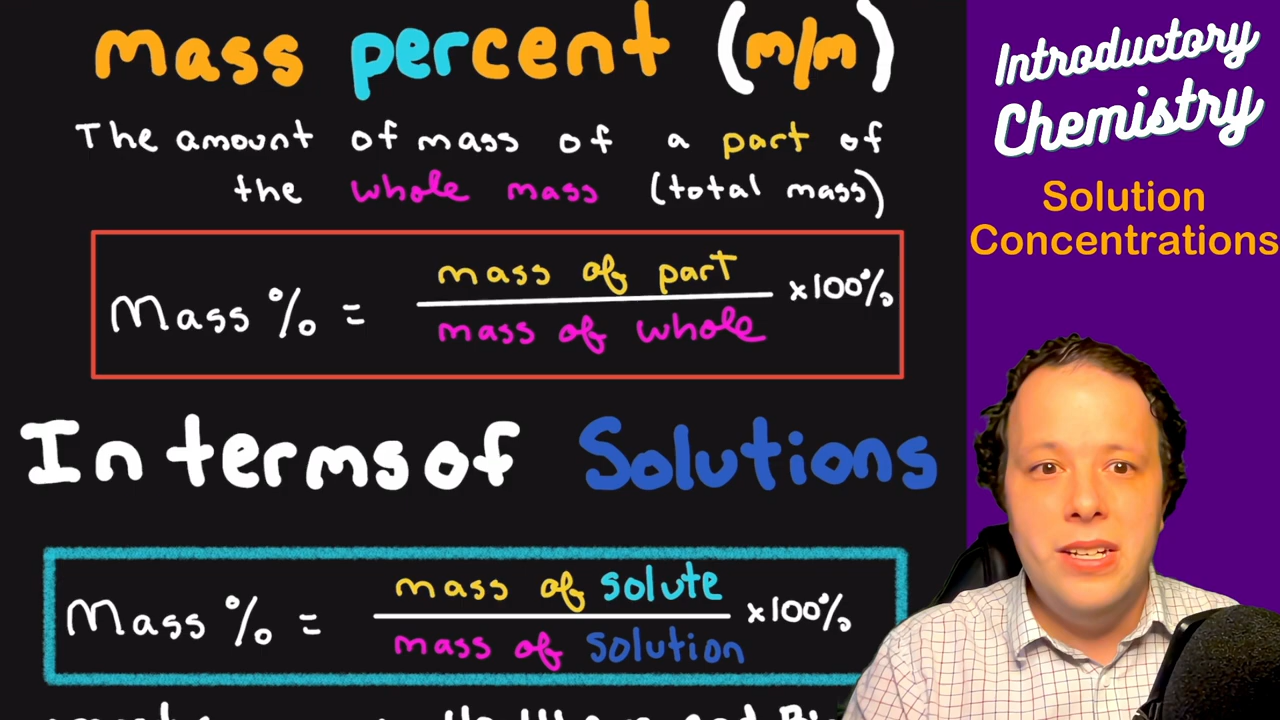 mass percent (m/m)
The amount of mass of a part of
the whole mass (total mass)
Mass % = mass of part
mass of whole
x100%
In terms of Solutions
Mass % = mass of solute
mass of solution
x100%
and
Introductory
Chemistry
Solution
Concentrations